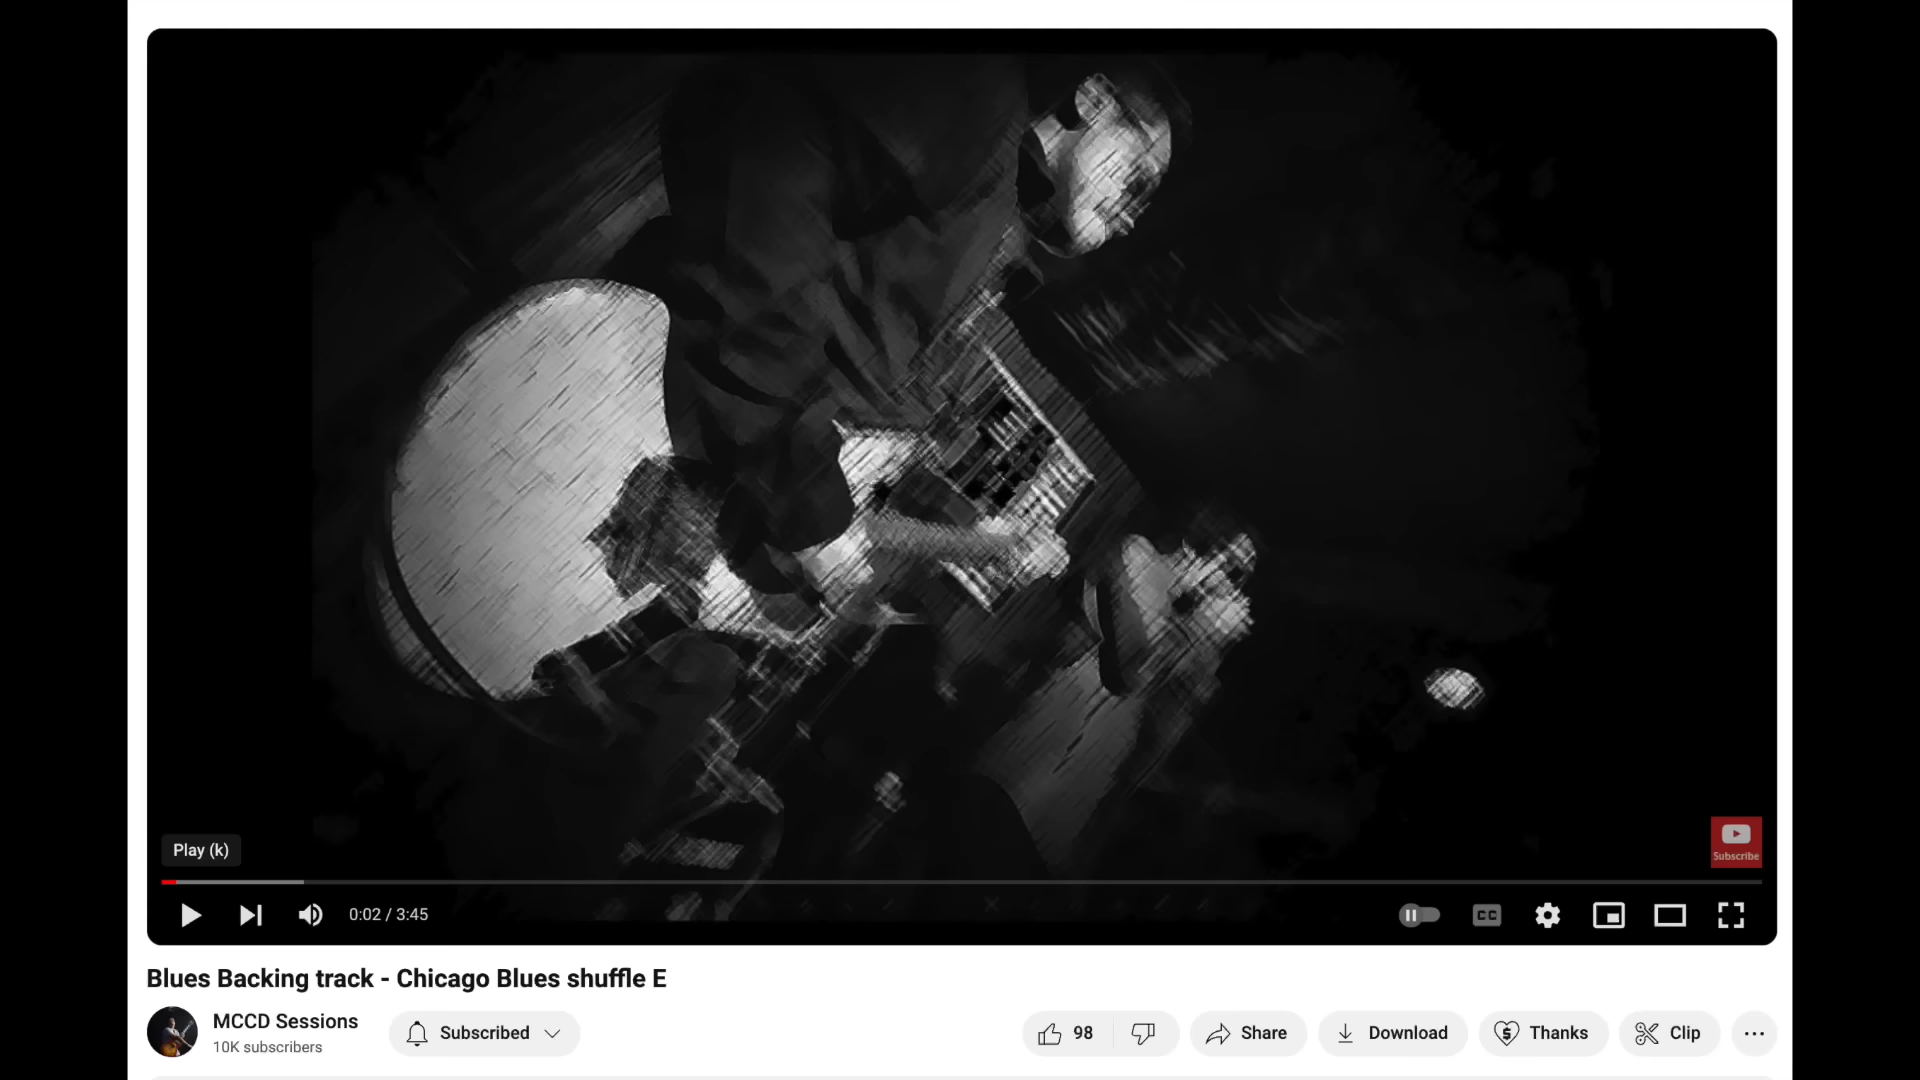 Subscribe
Play (k)
0:02 / 3:45
CC
Blues Backing track - Chicago Blues shuffle E
MCCD Sessions
10K subscribers
Subscribed
98
Share
Download
Thanks
Clip